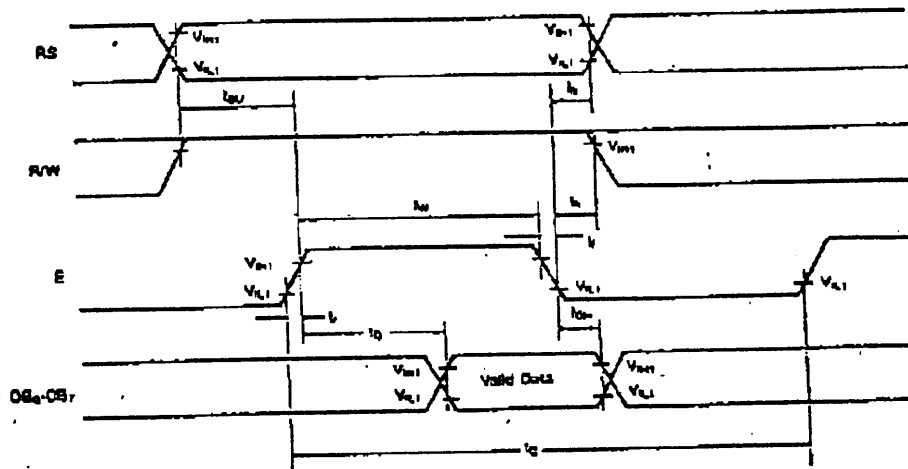 RS
VIH1
VIH1
VIL1
VIL1
tSU
th
R/W
VIH1
tW
th
tf
E
VIH1
VIL1
VIL1
VIL1
tr
tD
tDH
DB0-DB7
VIH1
VIL1
Valid Data
VIH1
VIL1
tC